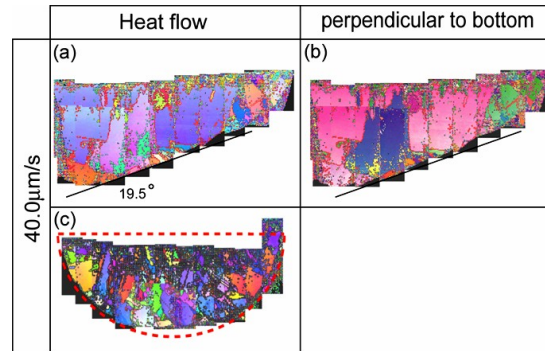 Heat flow
perpendicular to bottom
40.0μm/s
(a)
(b)
19.5°
(c)